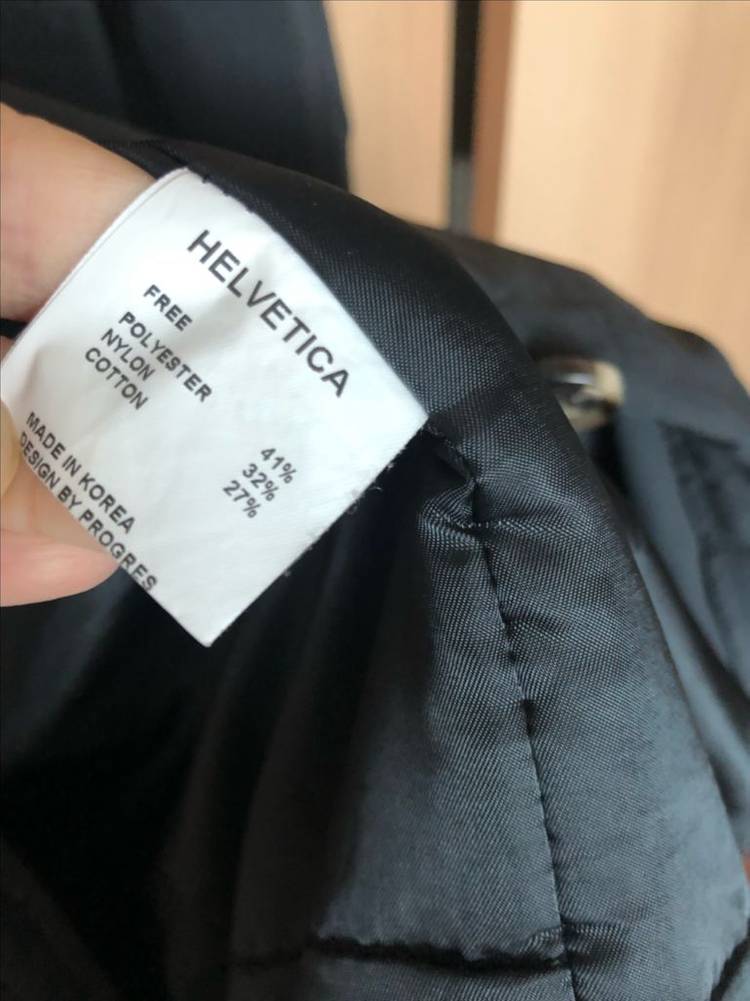 HELVETICA
FREE
POLYESTER 41%
NYLON 32%
COTTON 27%
MADE IN KOREA
DESIGN BY PROGRES